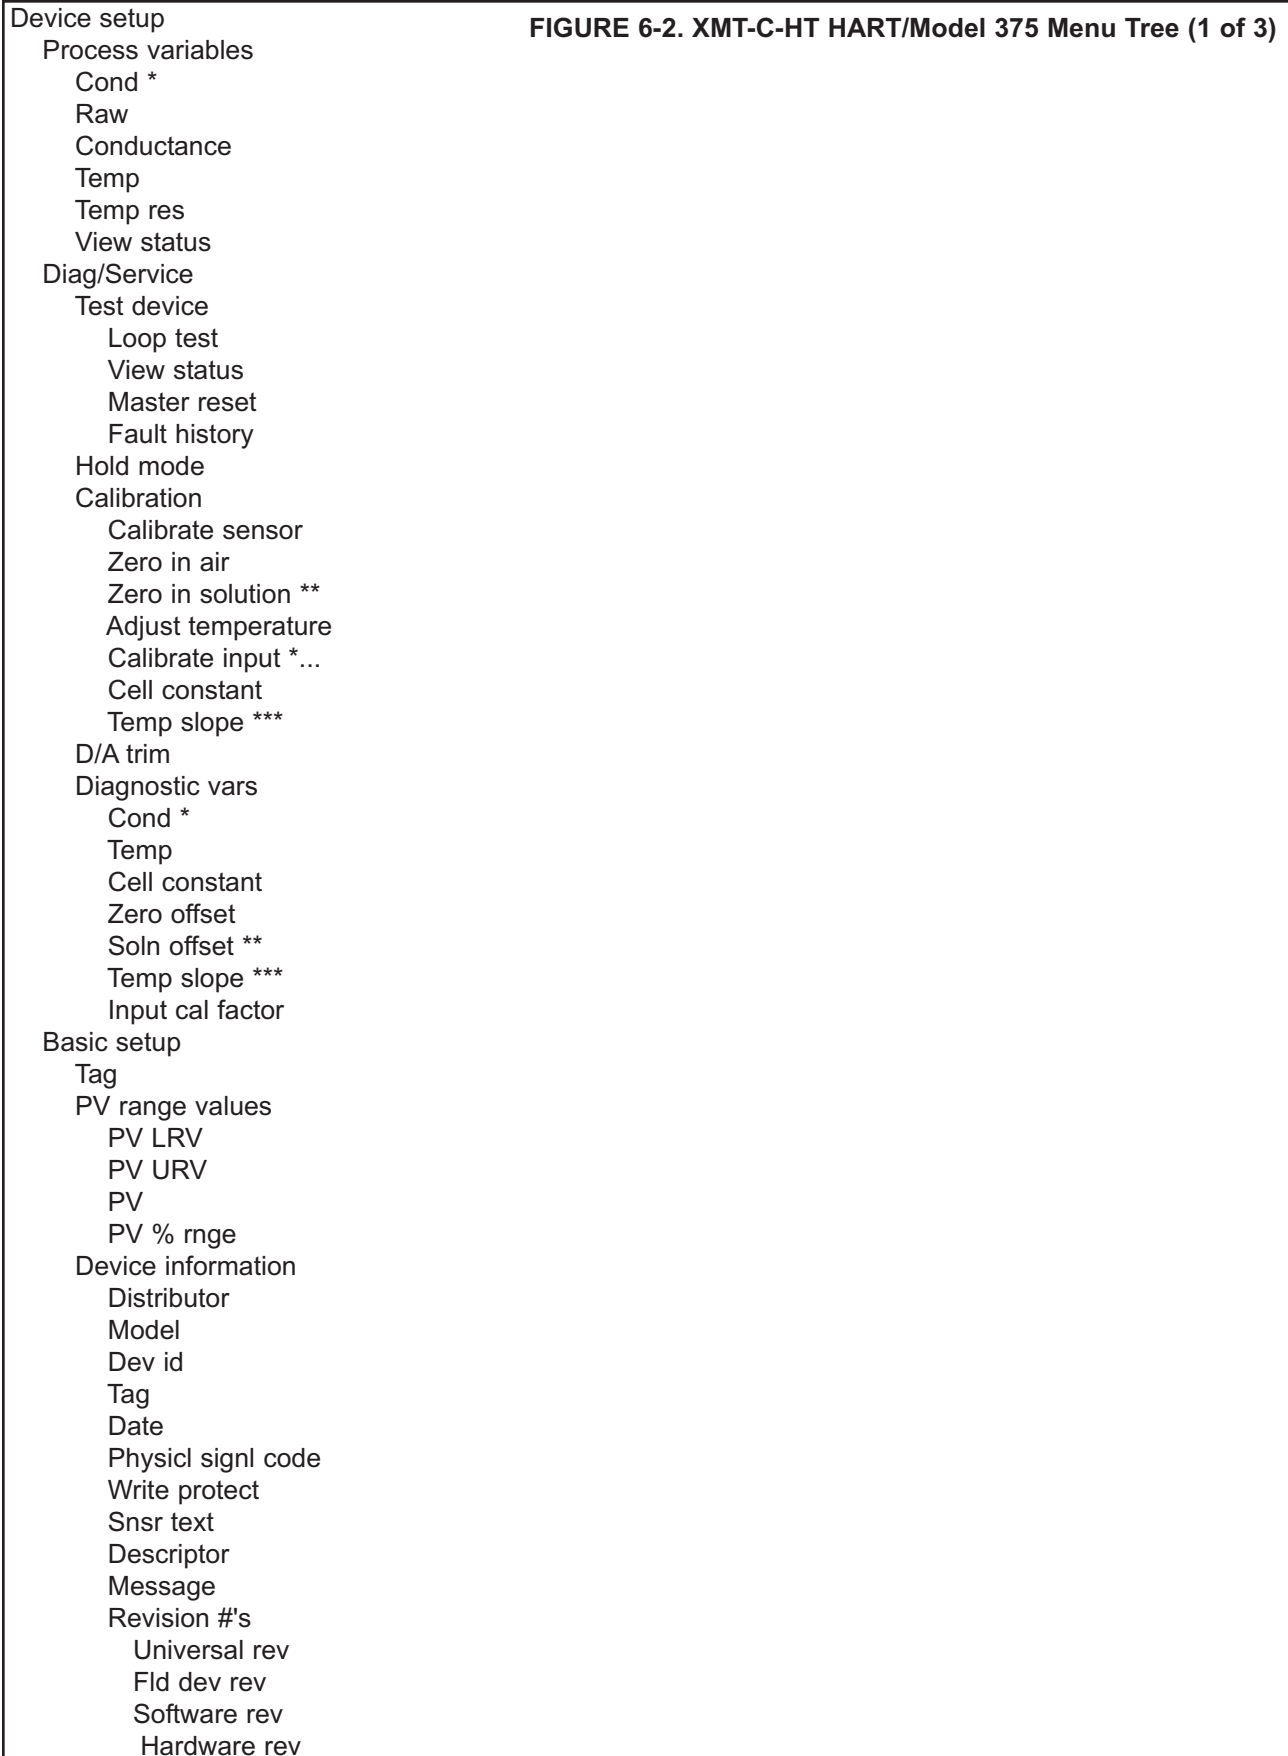 Device setup
FIGURE 6-2. XMT-C-HT HART/Model 375 Menu Tree (1 of 3)
Process variables
Cond *
Raw
Conductance
Temp
Temp res
View status
Diag/Service
Test device
Loop test
View status
Master reset
Fault history
Hold mode
Calibration
Calibrate sensor
Zero in air
Zero in solution **
Adjust temperature
Calibrate input *...
Cell constant
Temp slope ***
D/A trim
Diagnostic vars
Cond *
Temp
Cell constant
Zero offset
Soln offset **
Temp slope ***
Input cal factor
Basic setup
Tag
PV range values
PV LRV
PV URV
PV
PV % rnge
Device information
Distributor
Model
Dev id
Tag
Date
Physicl signl code
Write protect
Snsr text
Descriptor
Message
Revision #'s
Universal rev
Fld dev rev
Software rev
Hardware rev